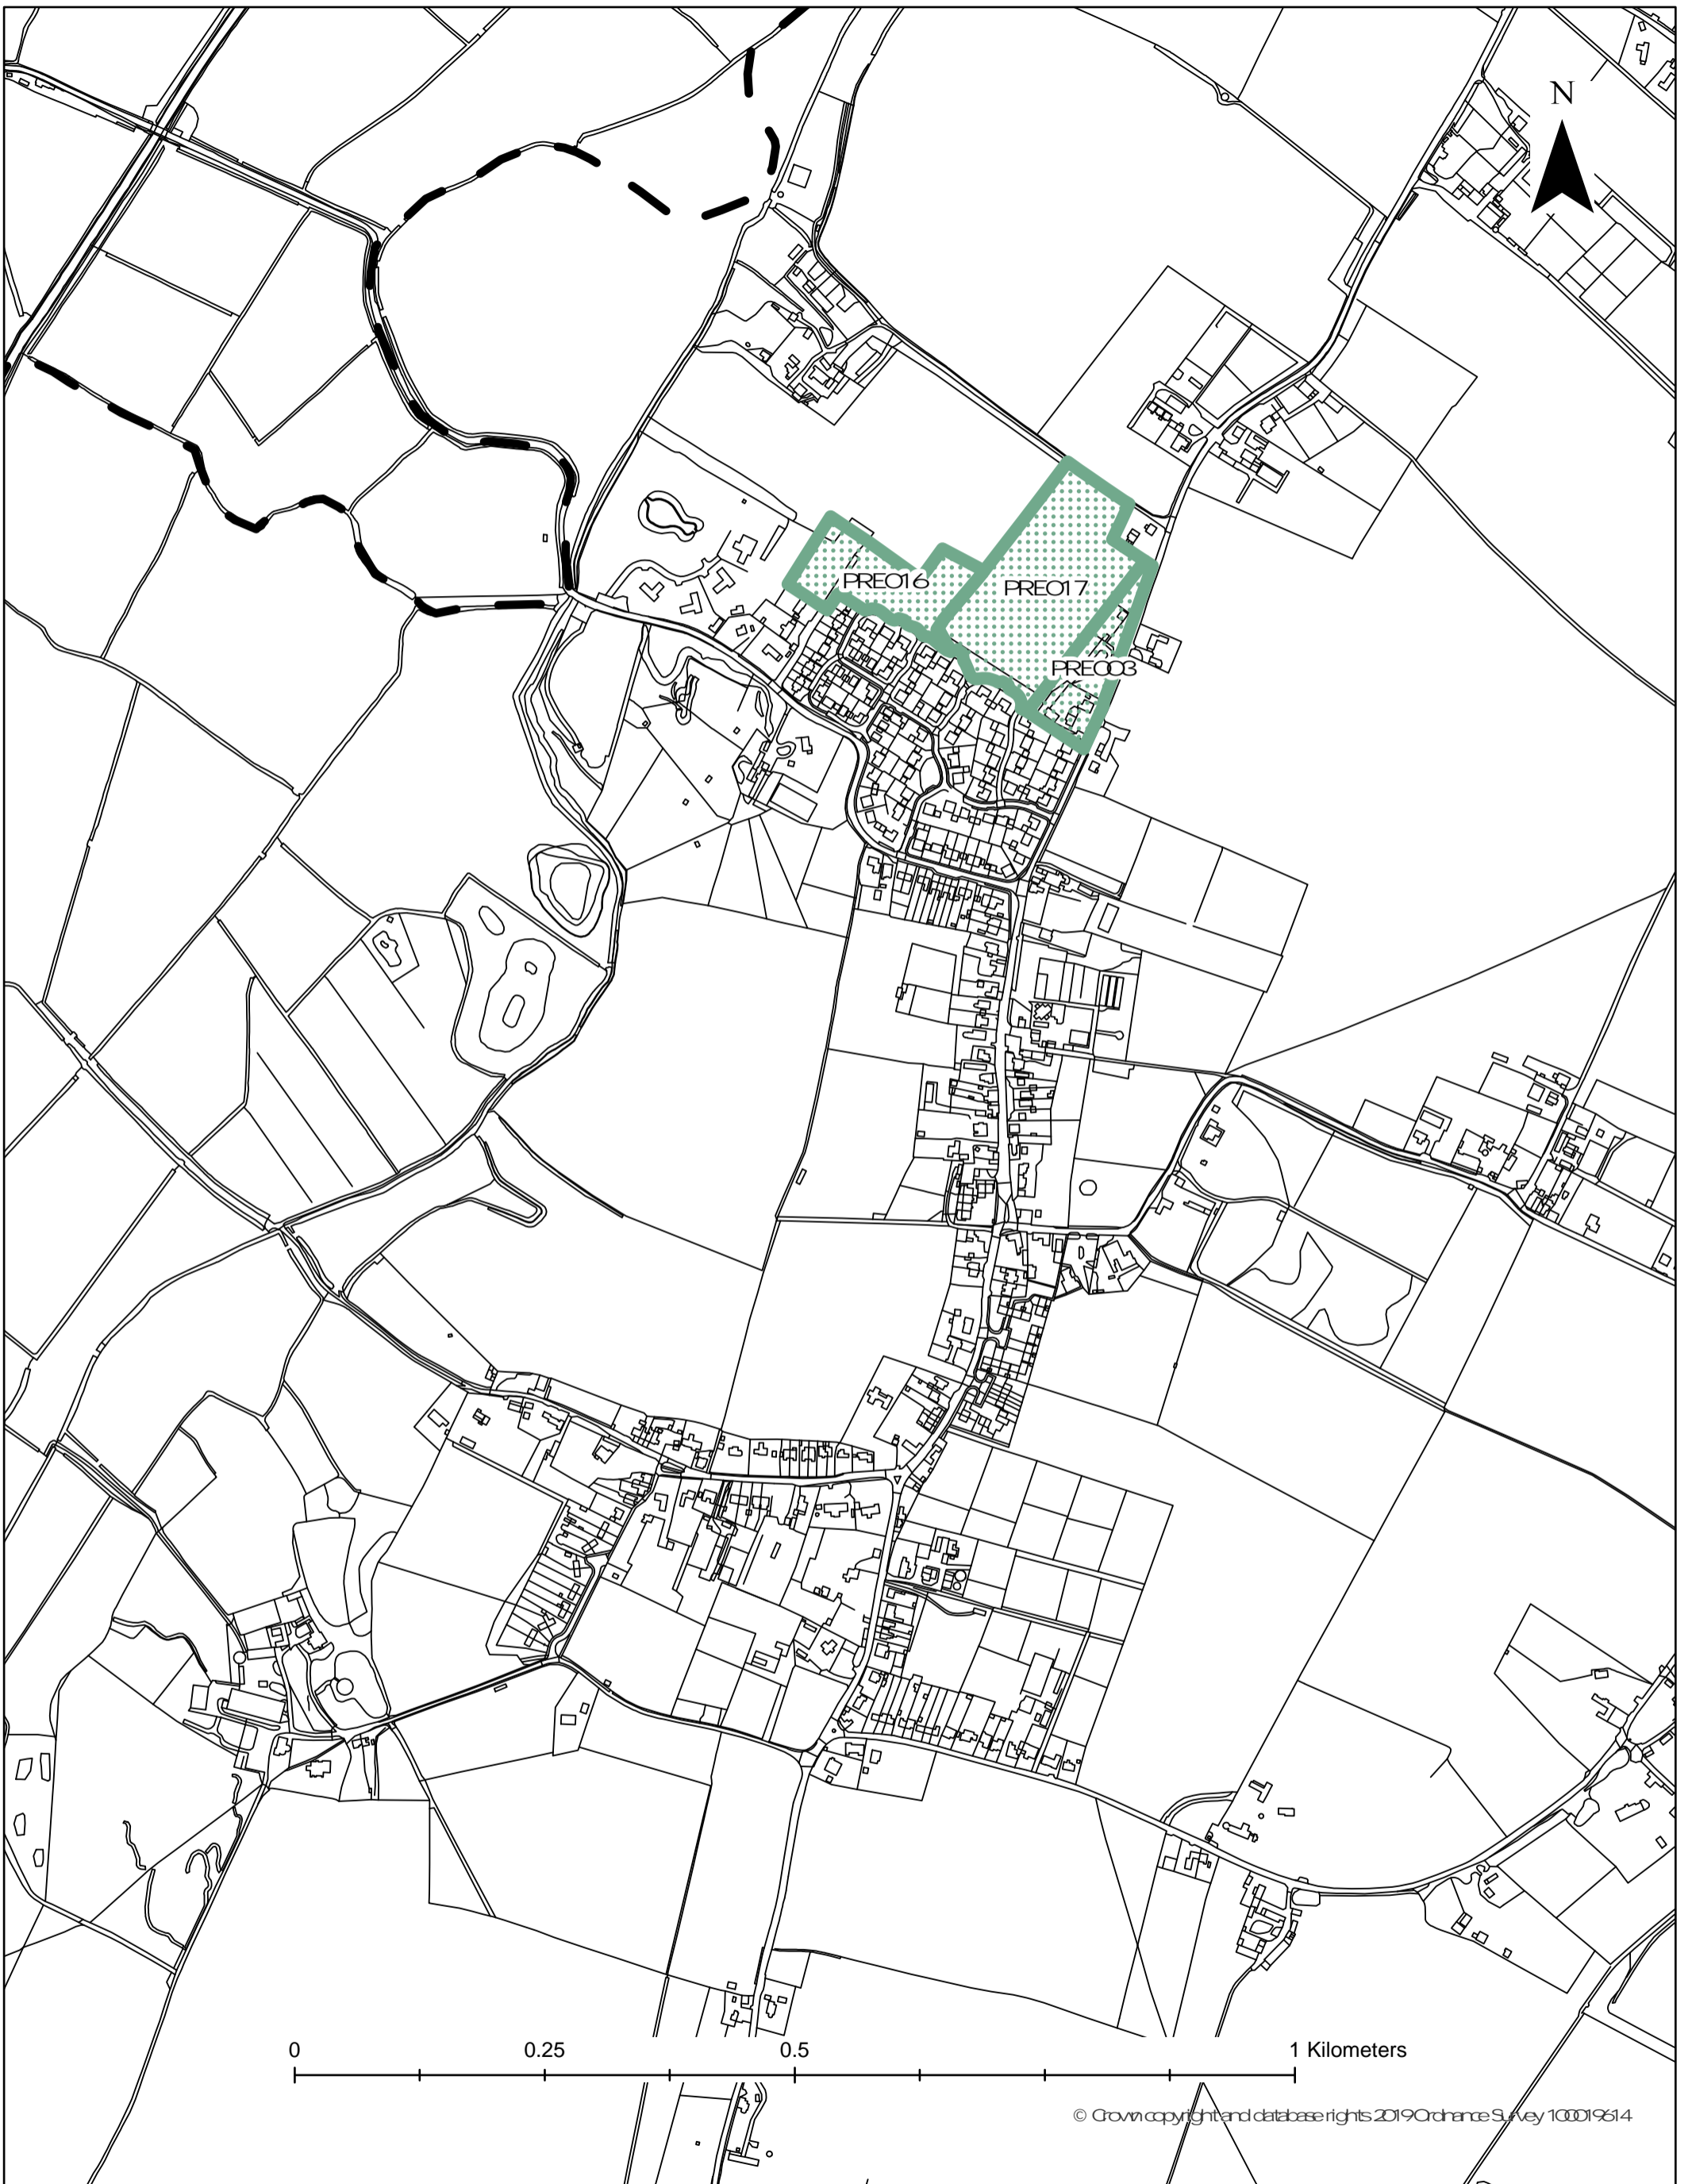 N
PRE016
PRE017
PRE003
0 0.25 0.5 1 Kilometers
© Crown copyright and database rights 2019 Ordnance Survey 100019614